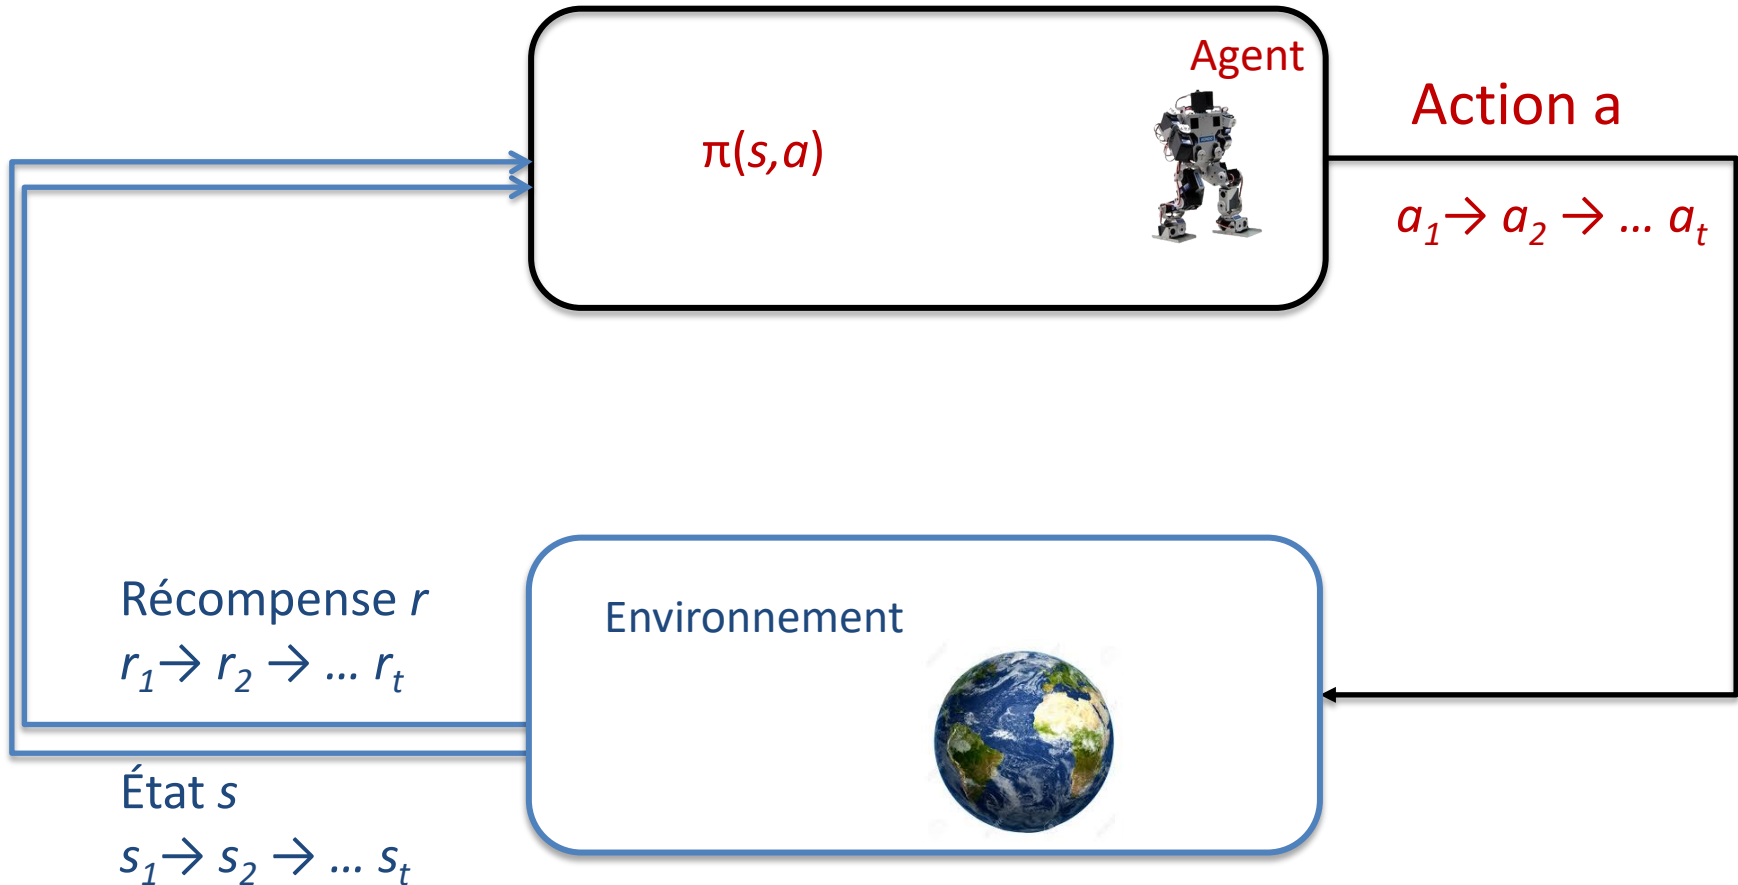 Agent
Action a
π(s,a)
a₁→ a₂ → ... aₜ
Récompense r
r₁→ r₂ → ... rₜ
Environnement
État s
s₁→ s₂ → ... sₜ